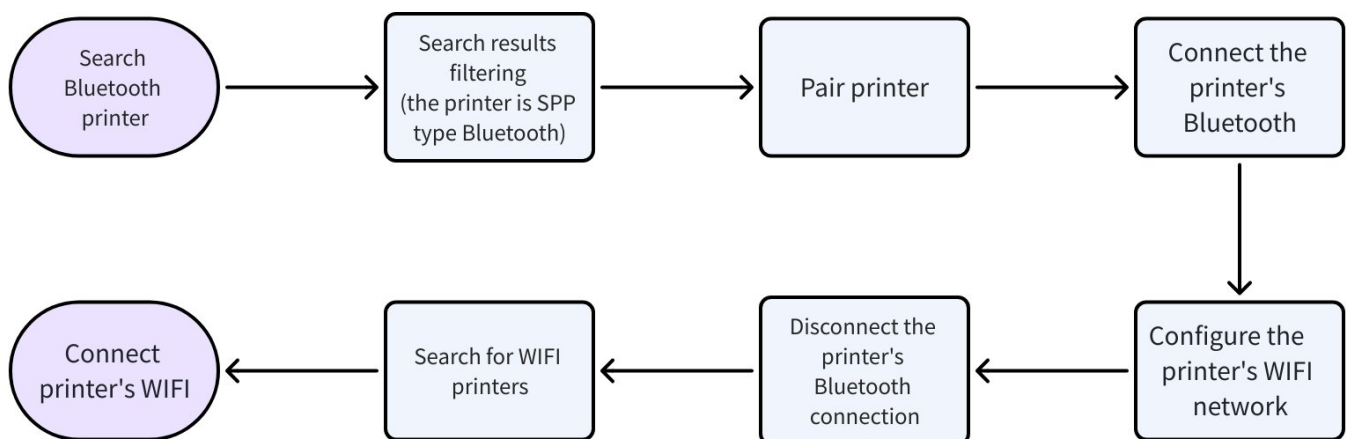 Search
Bluetooth
printer
Search results
filtering
(the printer is SPP
type Bluetooth)
Pair printer
Connect the
printer's
Bluetooth
Configure the
printer's WIFI
network
Disconnect the
printer's
Bluetooth
connection
Search for WIFI
printers
Connect
printer's WIFI